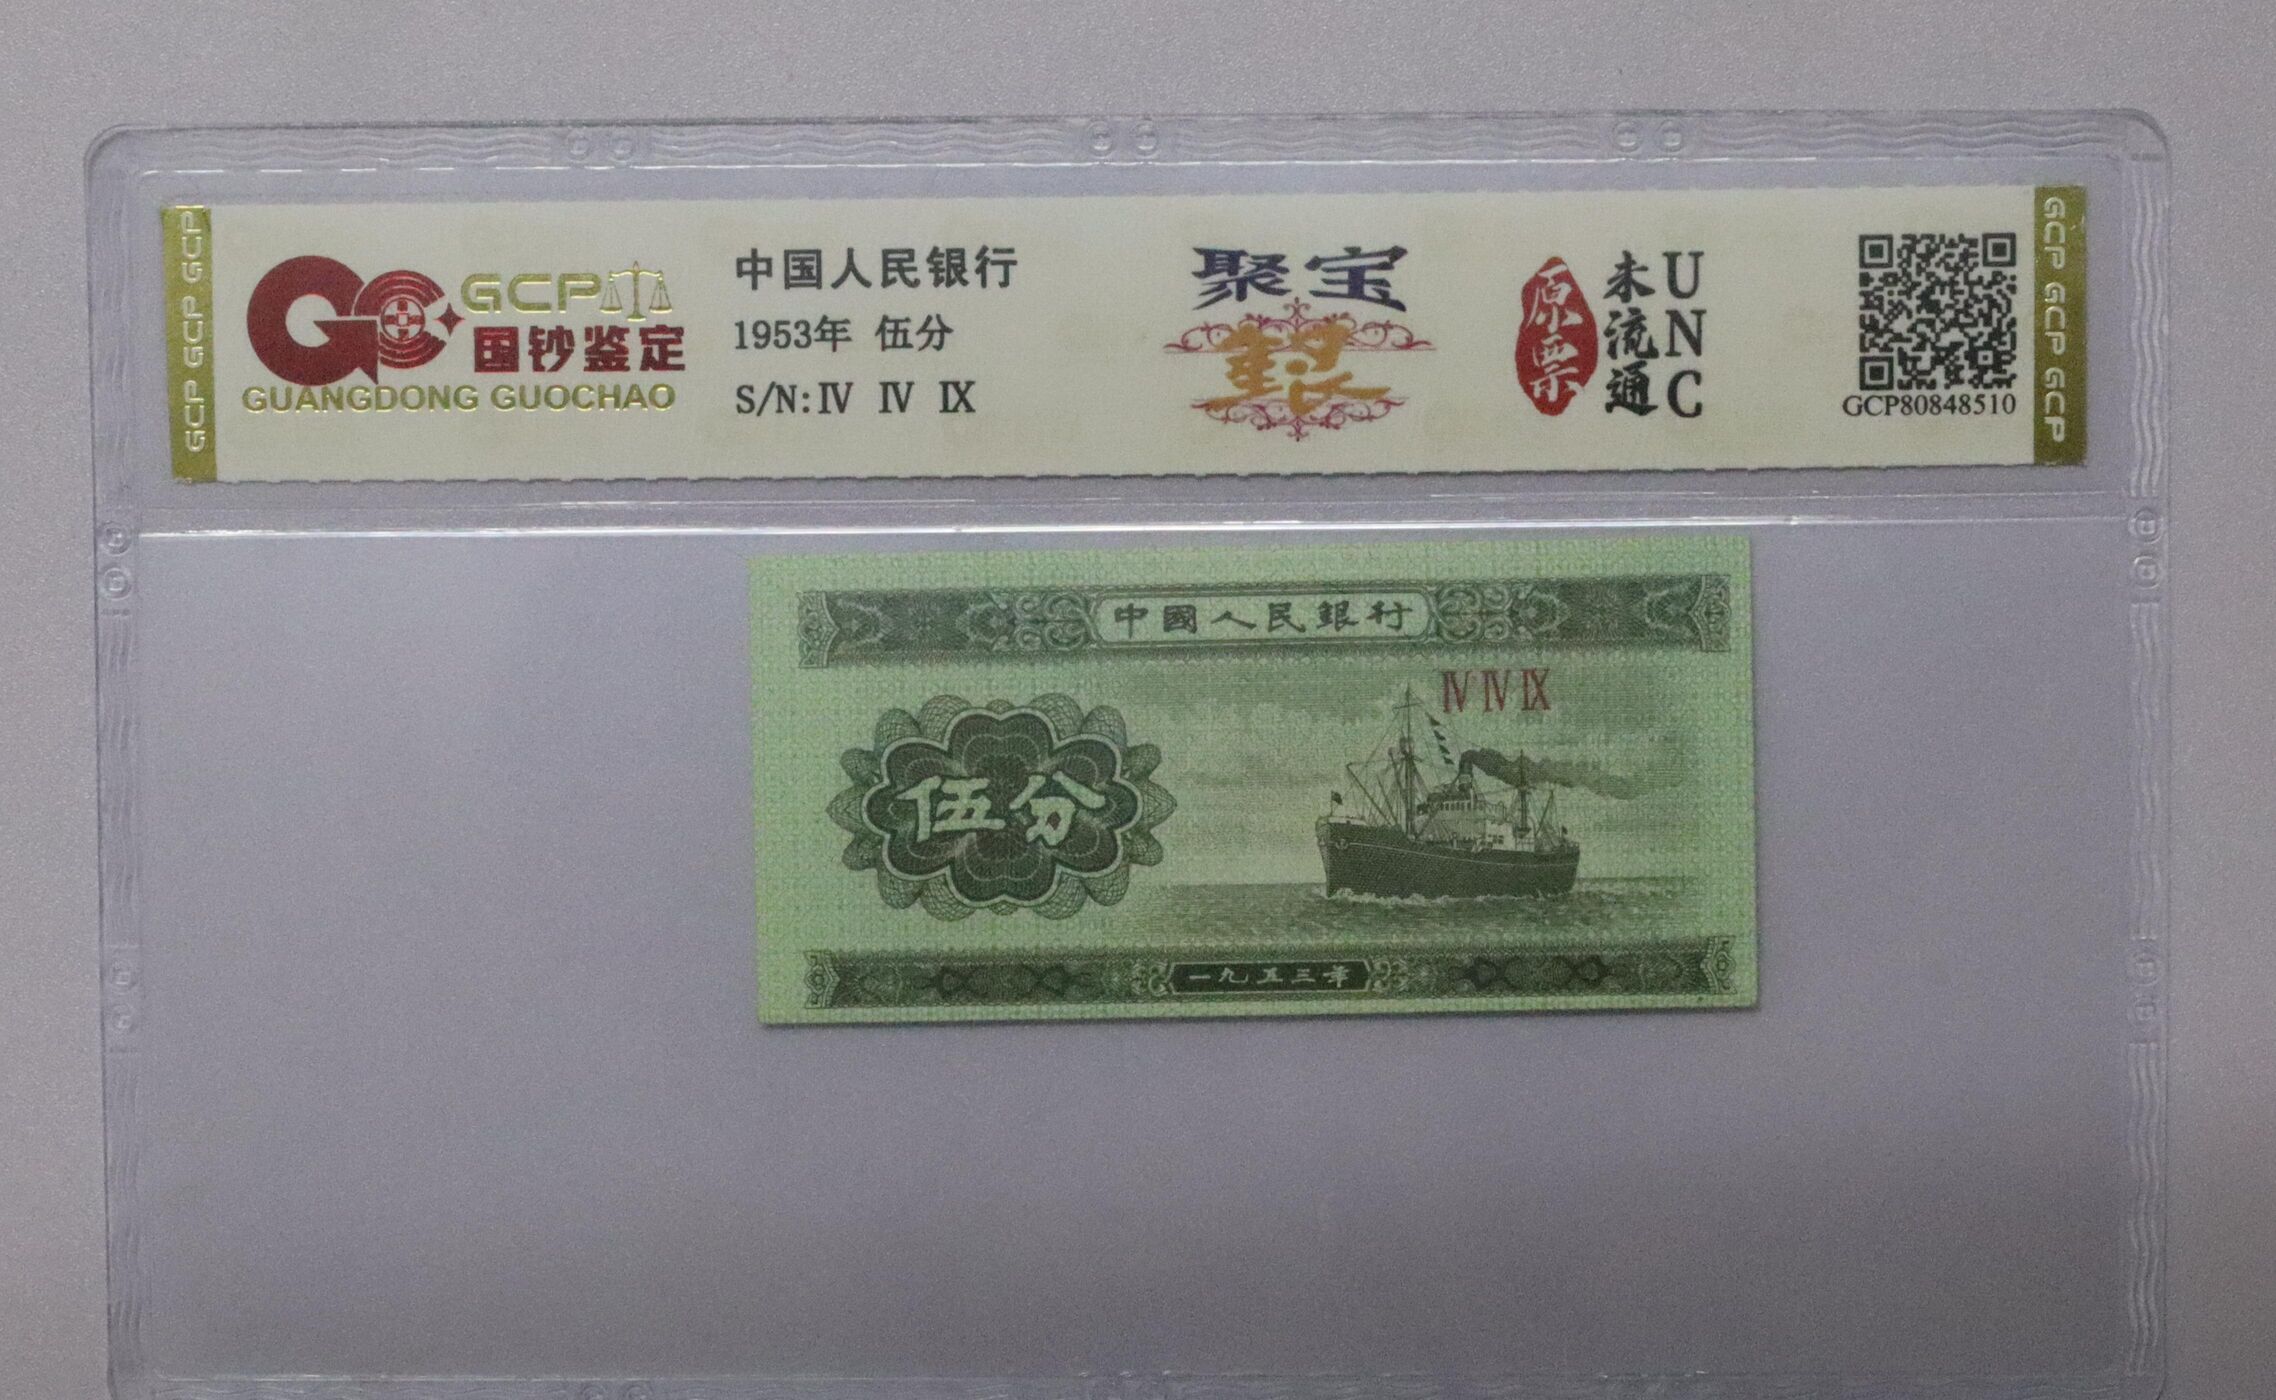 GCP GCP GCP
GCP
国钞鉴定
GUANGDONG GUOCHAO
中国人民银行
1953年 伍分
S/N:Ⅳ Ⅳ Ⅸ
聚宝
原票
未流通
UNC
GCP80848510
GCP GCP GCP
中國人民銀行
Ⅳ Ⅳ Ⅸ
伍分
一九五三年